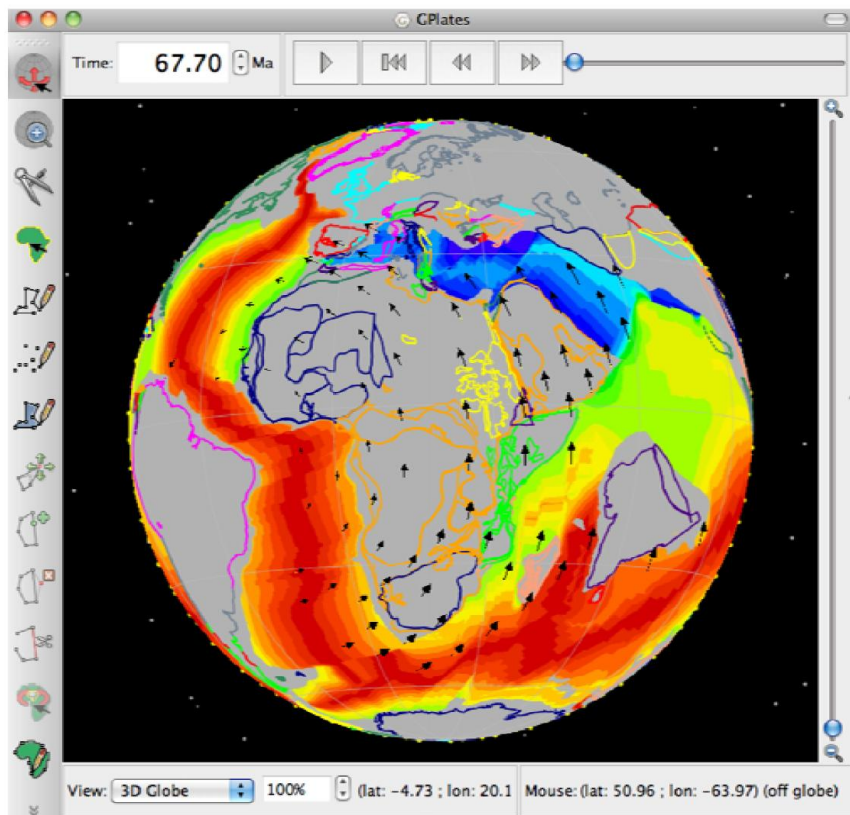 GPlates
Time: 67.70 Ma
View: 3D Globe 100% (lat: -4.73 ; lon: 20.1 Mouse: (lat: 50.96 ; lon: -63.97) (off globe)